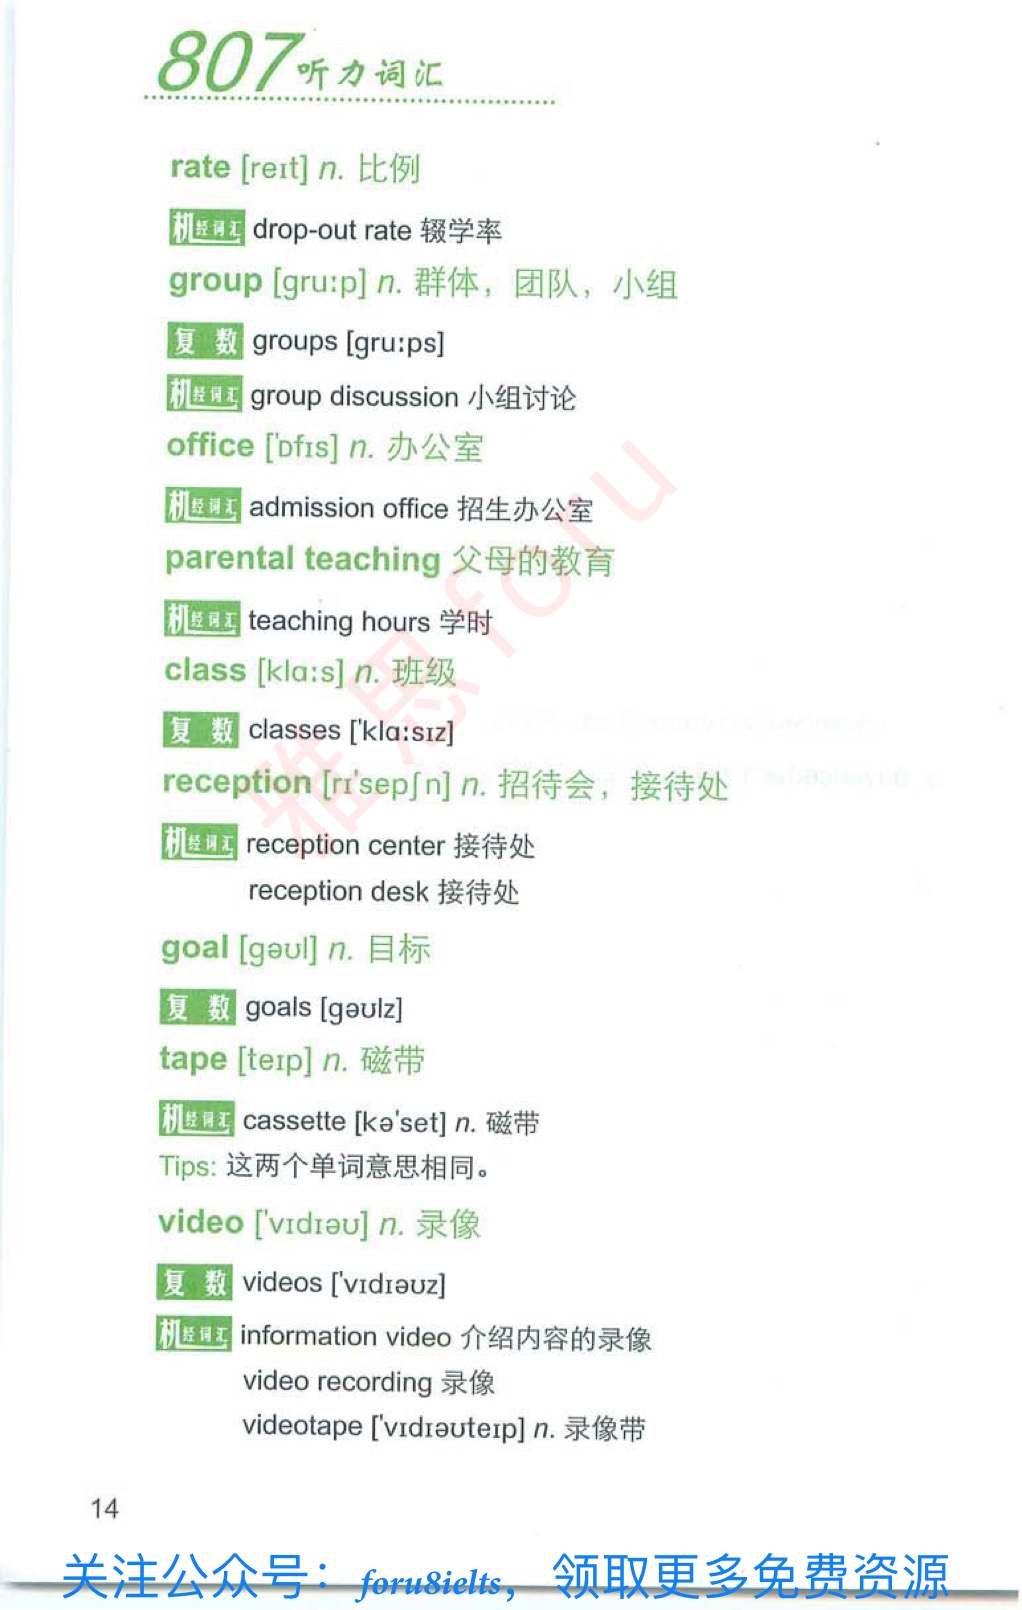 807听力词汇
rate [reɪt] n. 比例
机经词汇 drop-out rate 辍学率
group [gruːp] n. 群体，团队，小组
复数 groups [gruːps]
机经词汇 group discussion 小组讨论
office ['ɒfɪs] n. 办公室
机经词汇 admission office 招生办公室
parental teaching 父母的教育
机经词汇 teaching hours 学时
class [klɑːs] n. 班级
复数 classes ['klɑːsɪz]
reception [rɪ'sepʃn] n. 招待会，接待处
机经词汇 reception center 接待处
reception desk 接待处
goal [gəʊl] n. 目标
复数 goals [gəʊlz]
tape [teɪp] n. 磁带
机经词汇 cassette [kə'set] n. 磁带
Tips: 这两个单词意思相同。
video ['vɪdɪəʊ] n. 录像
复数 videos ['vɪdɪəʊz]
机经词汇 information video 介绍内容的录像
video recording 录像
videotape ['vɪdɪəʊteɪp] n. 录像带
14
雅思foru
关注公众号：foru8ielts，领取更多免费资源